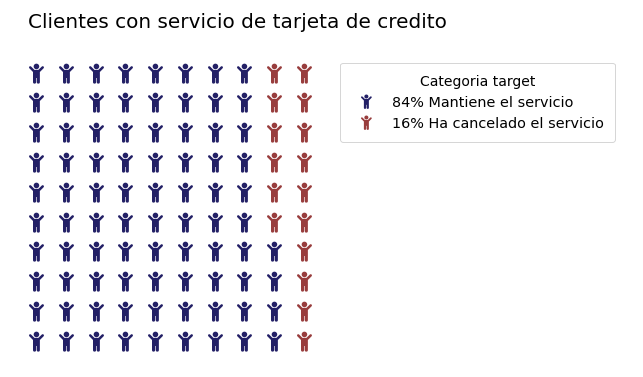 Clientes con servicio de tarjeta de credito
Categoria target
84% Mantiene el servicio
16% Ha cancelado el servicio